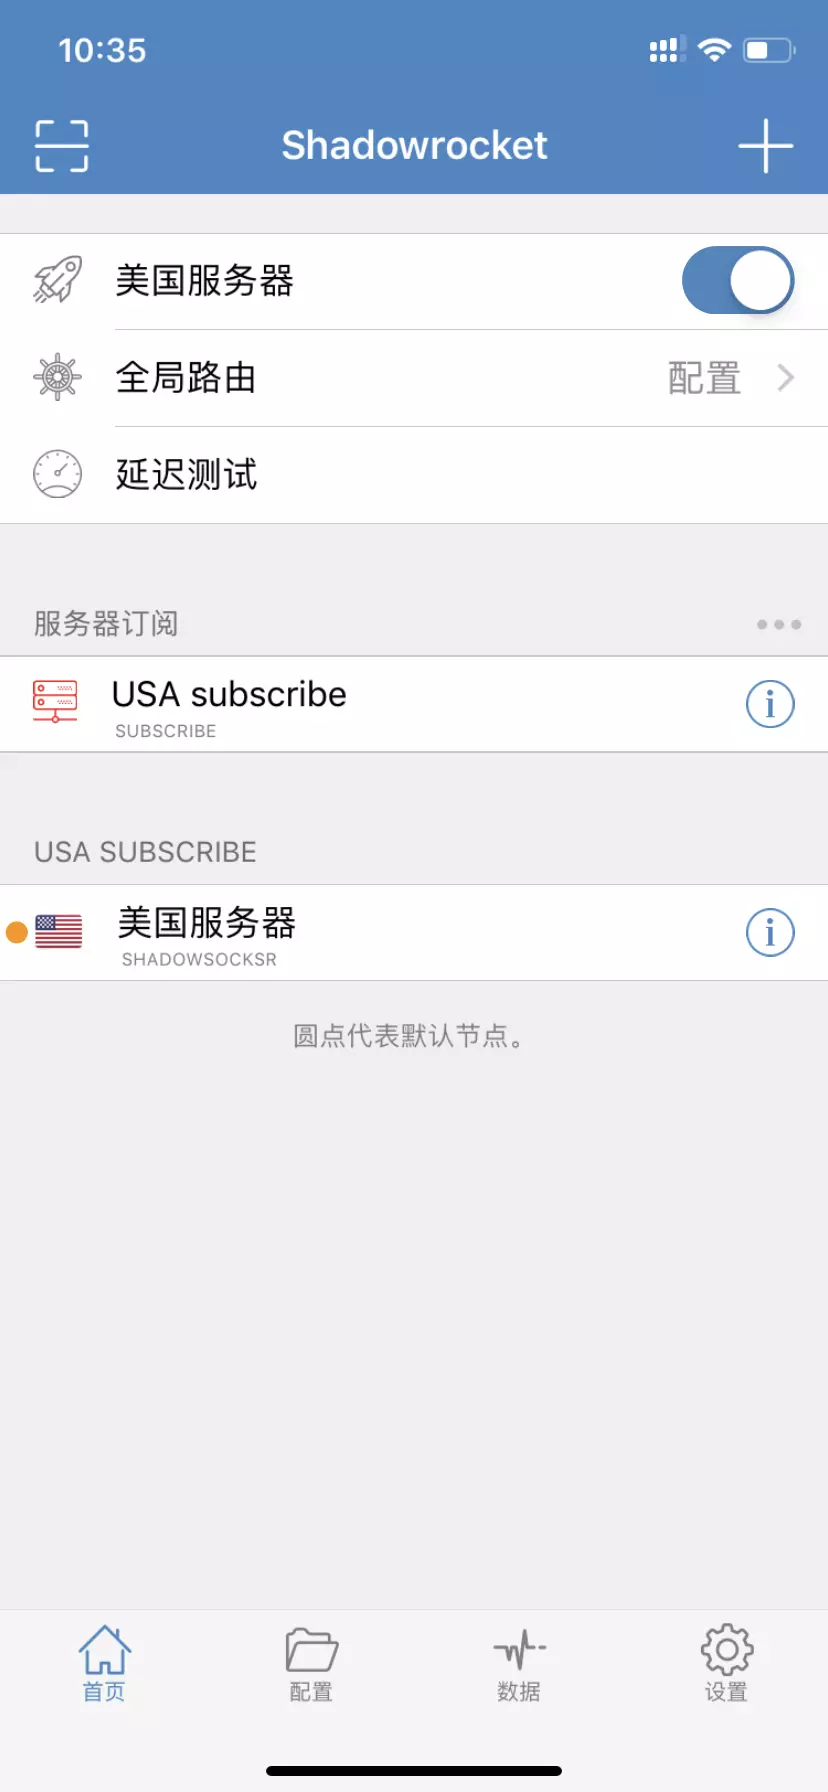 10:35
Shadowrocket
美国服务器
全局路由 配置
延迟测试
服务器订阅
USA subscribe
SUBSCRIBE
USA SUBSCRIBE
美国服务器
SHADOWSOCKSR
圆点代表默认节点。
首页 配置 数据 设置